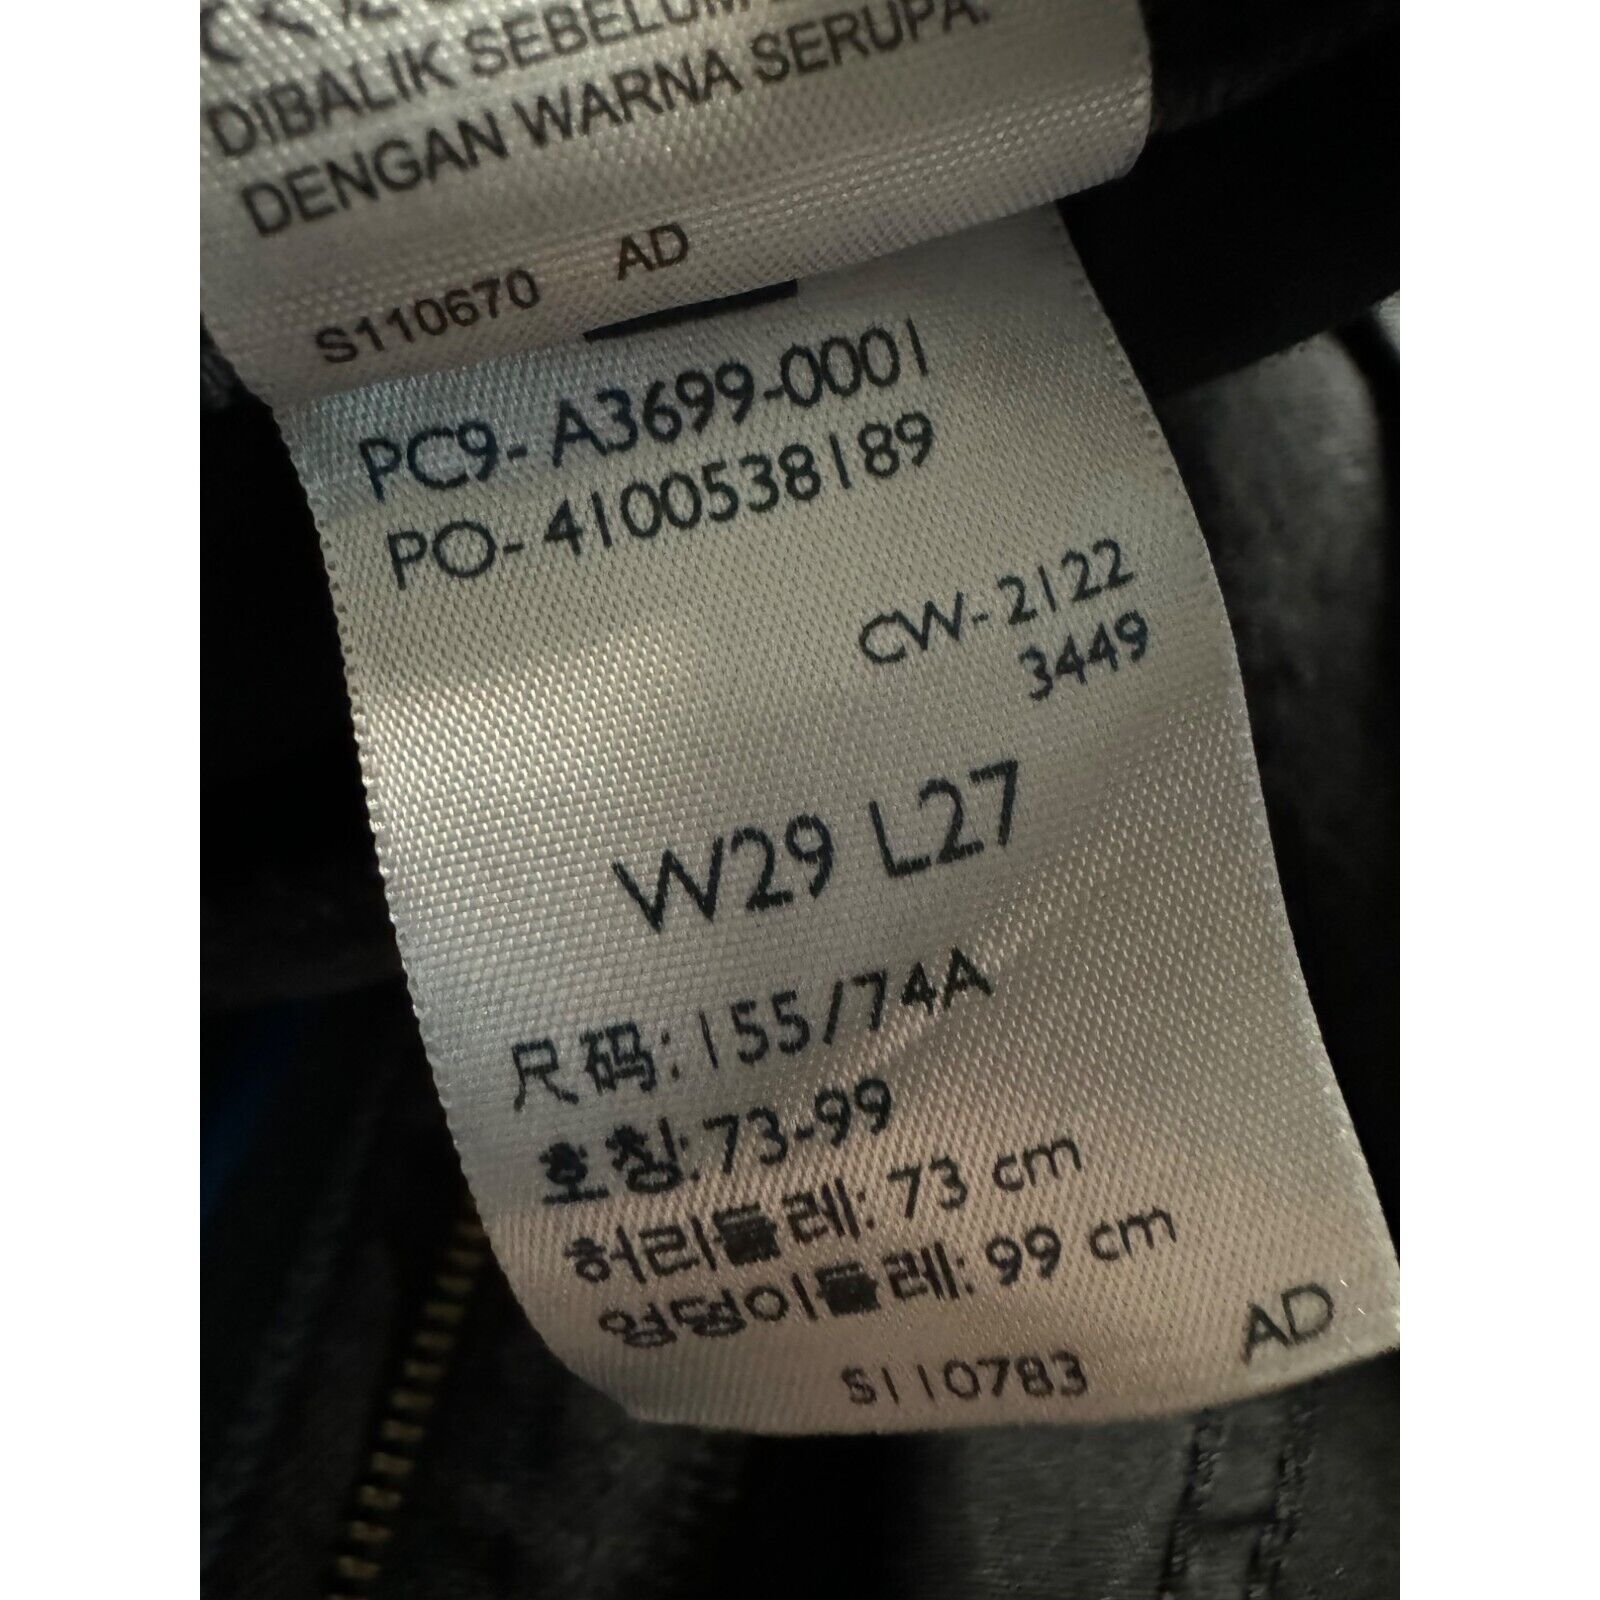 DIBALIK
DENGAN WARNA SERUPA.
S110670 AD
PC9- A3699-0001
PO- 4100538189
CW-2122
3449
W29 L27
尺码: 155/74A
호칭: 73-99
허리둘레: 73 cm
엉덩이둘레: 99 cm
S110783 AD